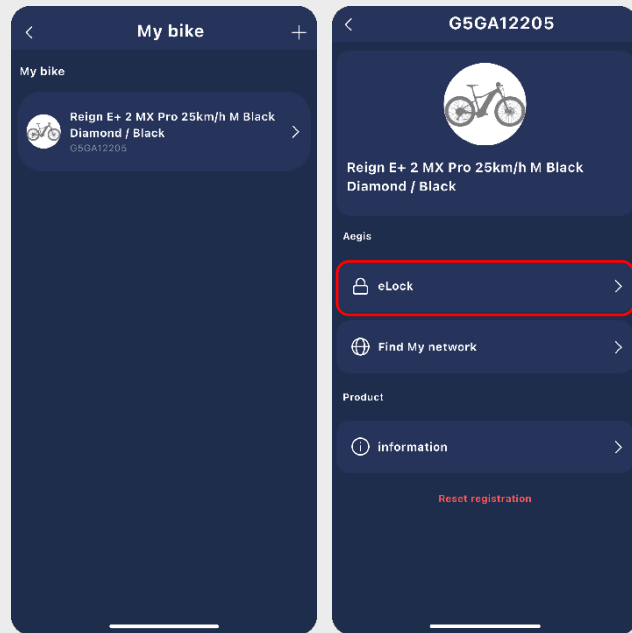 My bike
My bike
Reign E+ 2 MX Pro 25km/h M Black
Diamond / Black
G5GA12205
G5GA12205
Reign E+ 2 MX Pro 25km/h M Black
Diamond / Black
Aegis
eLock
Find My network
Product
information
Reset registration